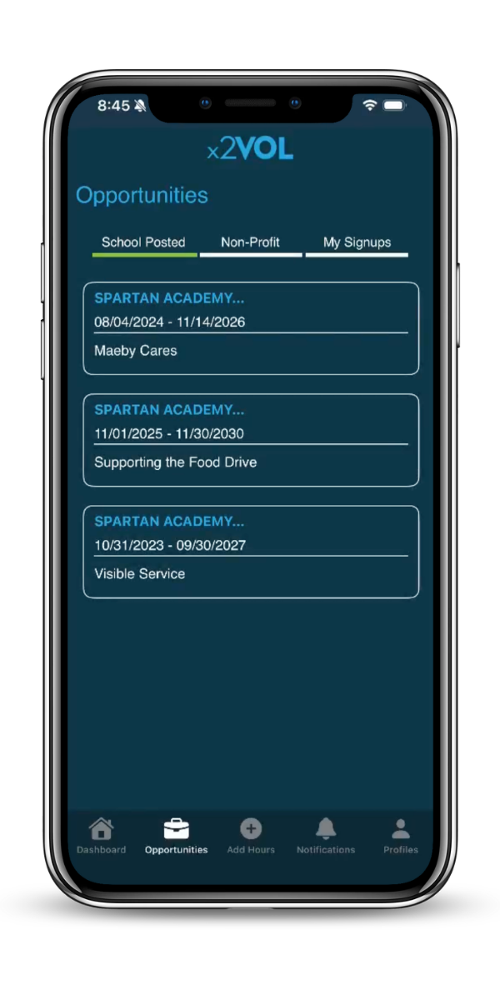 8:45
x2VOL
Opportunities
School Posted Non-Profit My Signups
SPARTAN ACADEMY...
08/04/2024 - 11/14/2026
Maeby Cares
SPARTAN ACADEMY...
11/01/2025 - 11/30/2030
Supporting the Food Drive
SPARTAN ACADEMY...
10/31/2023 - 09/30/2027
Visible Service
Dashboard Opportunities Add Hours Notifications Profiles